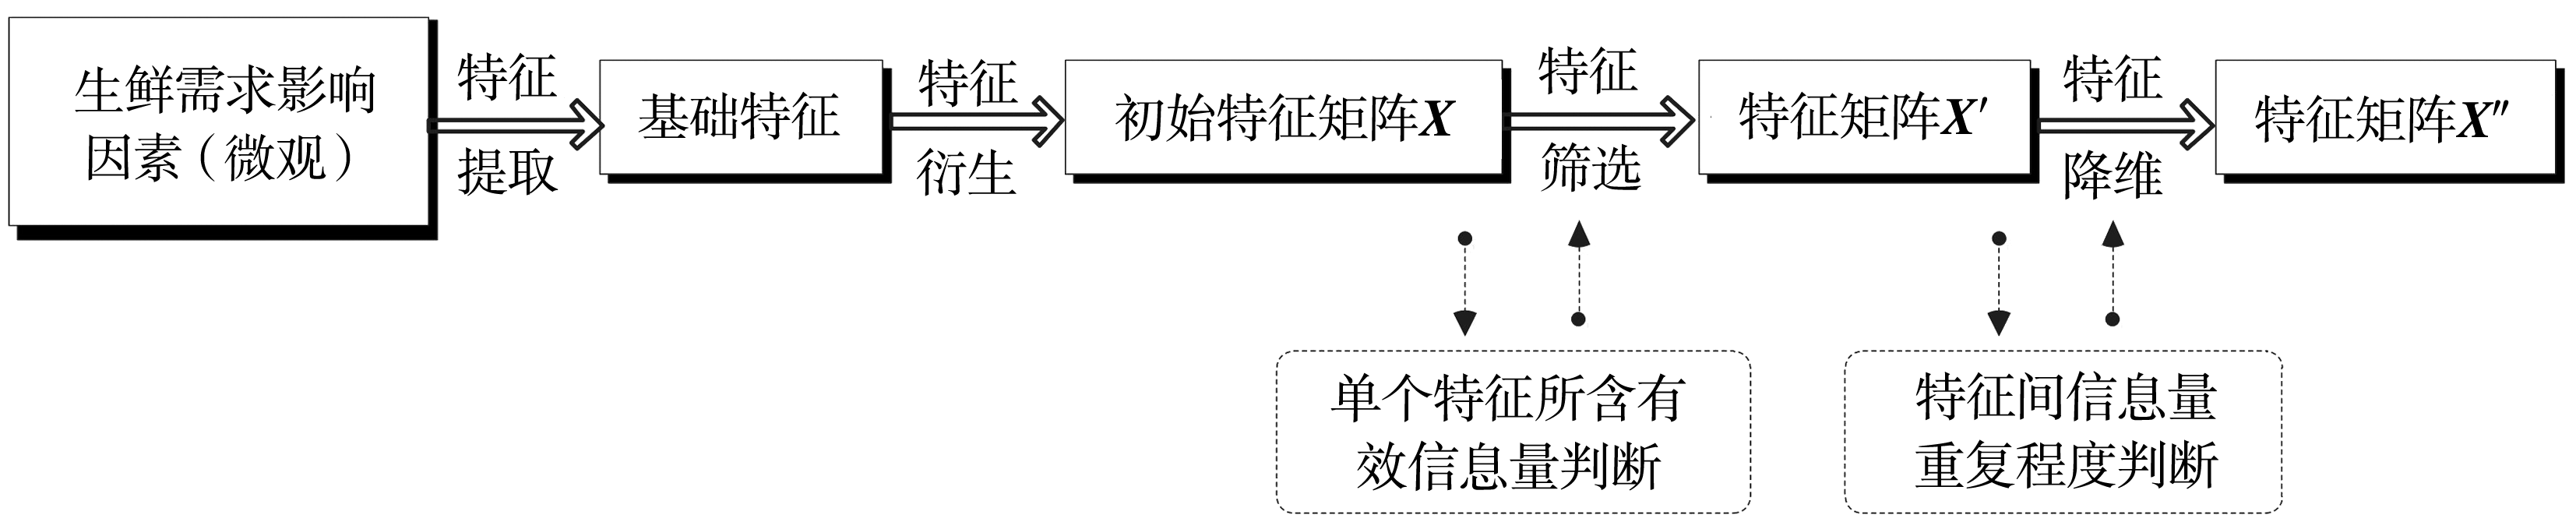 生鲜需求影响
因素（微观）
特征
提取
基础特征
特征
衍生
初始特征矩阵X
特征
筛选
特征矩阵X′
特征
降维
特征矩阵X″
单个特征所含有
效信息量判断
特征间信息量
重复程度判断